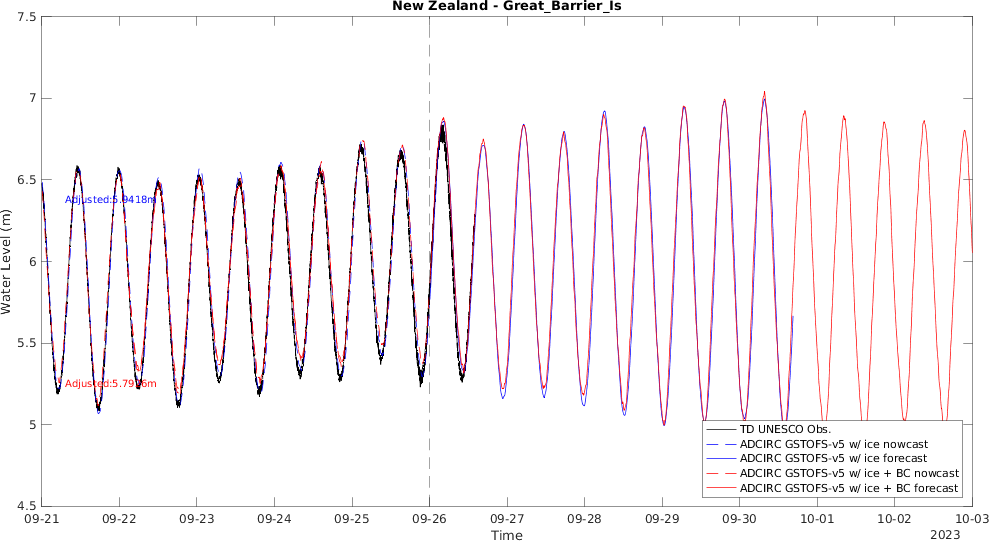 New Zealand - Great_Barrier_Is
7.5
7
6.5
6
5.5
5
4.5
Water Level (m)
Adjusted:5.9418m
TD UNESCO Obs.
ADCIRC GSTOFS-v5 w/ ice nowcast
ADCIRC GSTOFS-v5 w/ ice forecast
ADCIRC GSTOFS-v5 w/ ice + BC nowcast
ADCIRC GSTOFS-v5 w/ ice + BC forecast
09-21 09-22 09-23 09-24 09-25 09-26 09-27 09-28 09-29 09-30 10-01 10-02 10-03
Time
2023